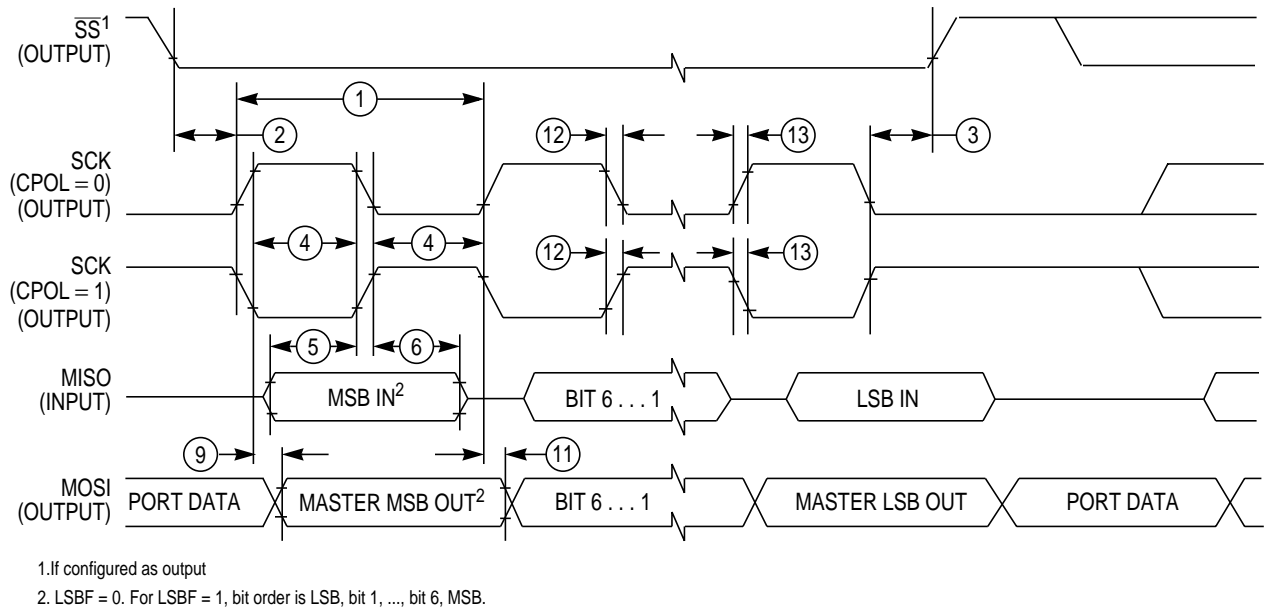 SS1
(OUTPUT)
1
2
12
13
3
SCK
(CPOL = 0)
(OUTPUT)
4
4
SCK
(CPOL = 1)
(OUTPUT)
12
13
5
6
MISO
(INPUT)
MSB IN2
BIT 6 . . . 1
LSB IN
9
11
MOSI
(OUTPUT)
PORT DATA
MASTER MSB OUT2
BIT 6 . . . 1
MASTER LSB OUT
PORT DATA
1.If configured as output
2. LSBF = 0. For LSBF = 1, bit order is LSB, bit 1, ..., bit 6, MSB.